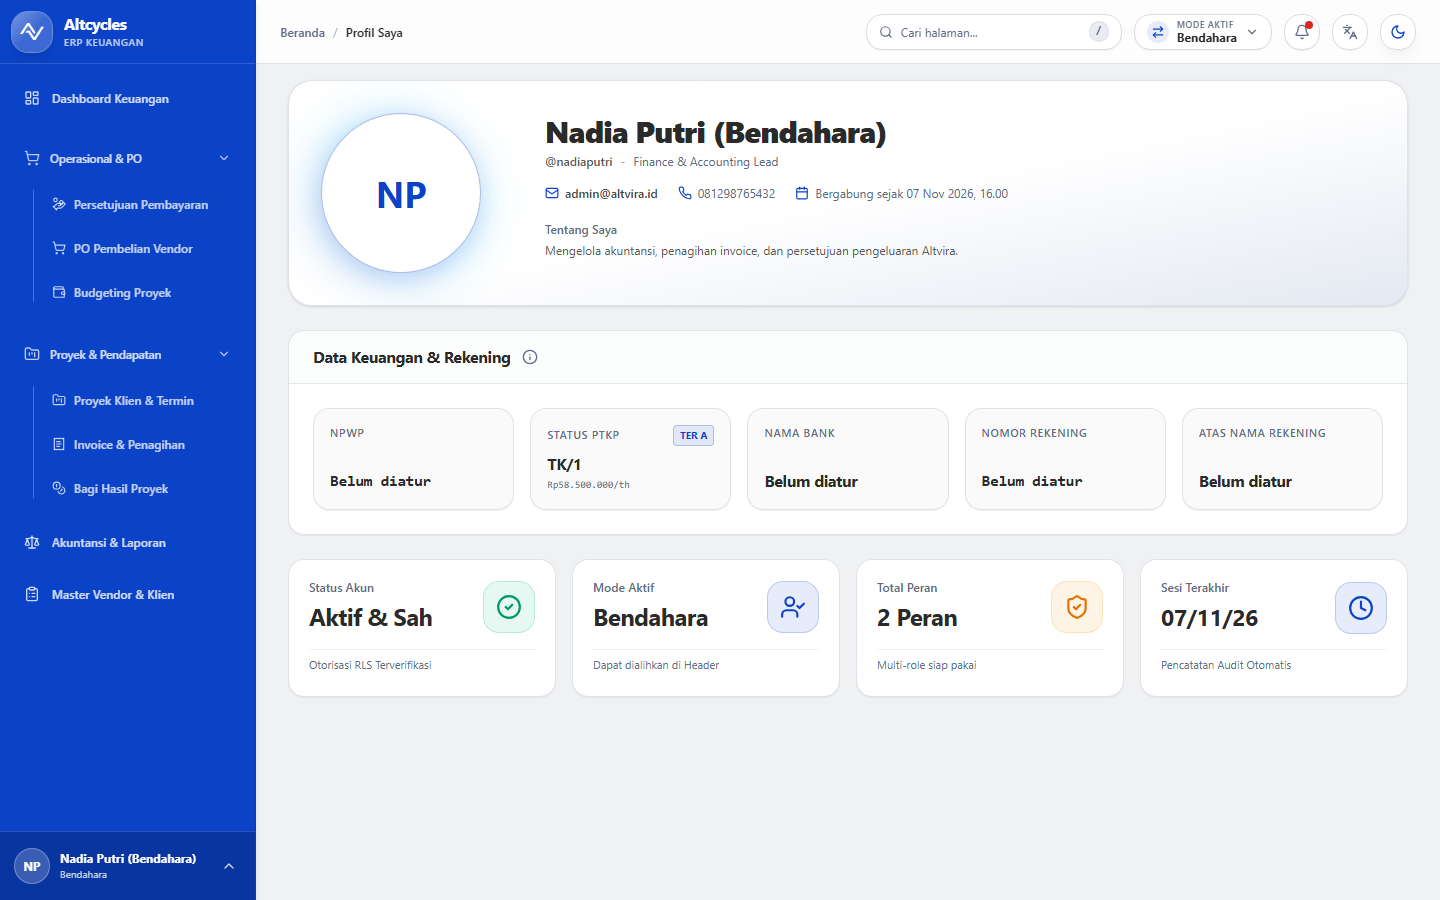 Altcycles
ERP KEUANGAN
Dashboard Keuangan
Operasional & PO
Persetujuan Pembayaran
PO Pembelian Vendor
Budgeting Proyek
Proyek & Pendapatan
Proyek Klien & Termin
Invoice & Penagihan
Bagi Hasil Proyek
Akuntansi & Laporan
Master Vendor & Klien
NP
Nadia Putri (Bendahara)
Bendahara
Beranda / Profil Saya
Cari halaman...
/
MODE AKTIF
Bendahara
NP
Nadia Putri (Bendahara)
@nadiaputri - Finance & Accounting Lead
admin@altvira.id 081298765432 Bergabung sejak 07 Nov 2026, 16.00
Tentang Saya
Mengelola akuntansi, penagihan invoice, dan persetujuan pengeluaran Altvira.
Data Keuangan & Rekening
NPWP
Belum diatur
STATUS PTKP
TER A
TK/1
Rp58.500.000/th
NAMA BANK
Belum diatur
NOMOR REKENING
Belum diatur
ATAS NAMA REKENING
Belum diatur
Status Akun
Aktif & Sah
Otorisasi RLS Terverifikasi
Mode Aktif
Bendahara
Dapat dialihkan di Header
Total Peran
2 Peran
Multi-role siap pakai
Sesi Terakhir
07/11/26
Pencatatan Audit Otomatis